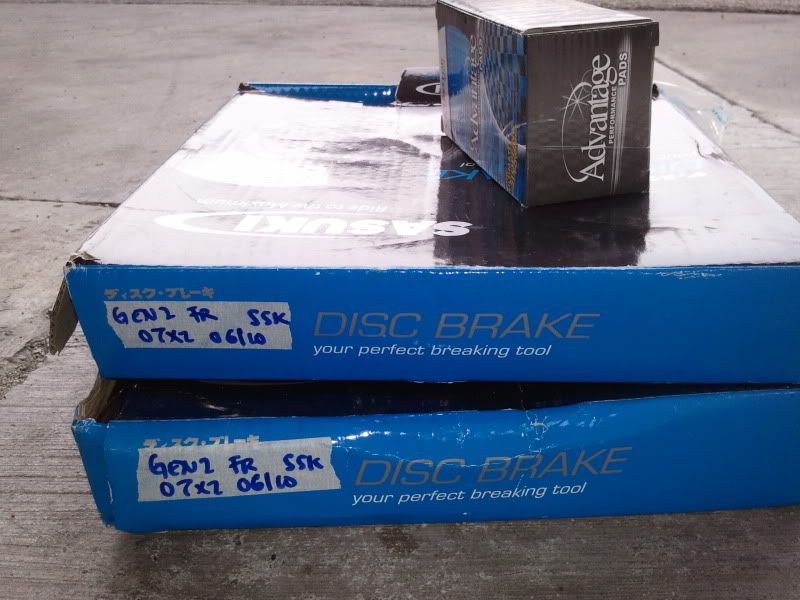 Advantage
PERFORMANCE PADS
SASUKI
Ride to the Maximum
ディスク・ブレーキ
GEN2 FR SSK
07X2 06/10
DISC BRAKE
your perfect breaking tool
ディスク・ブレーキ
GEN2 FR SSK
07X2 06/10
DISC BRAKE
your perfect breaking tool